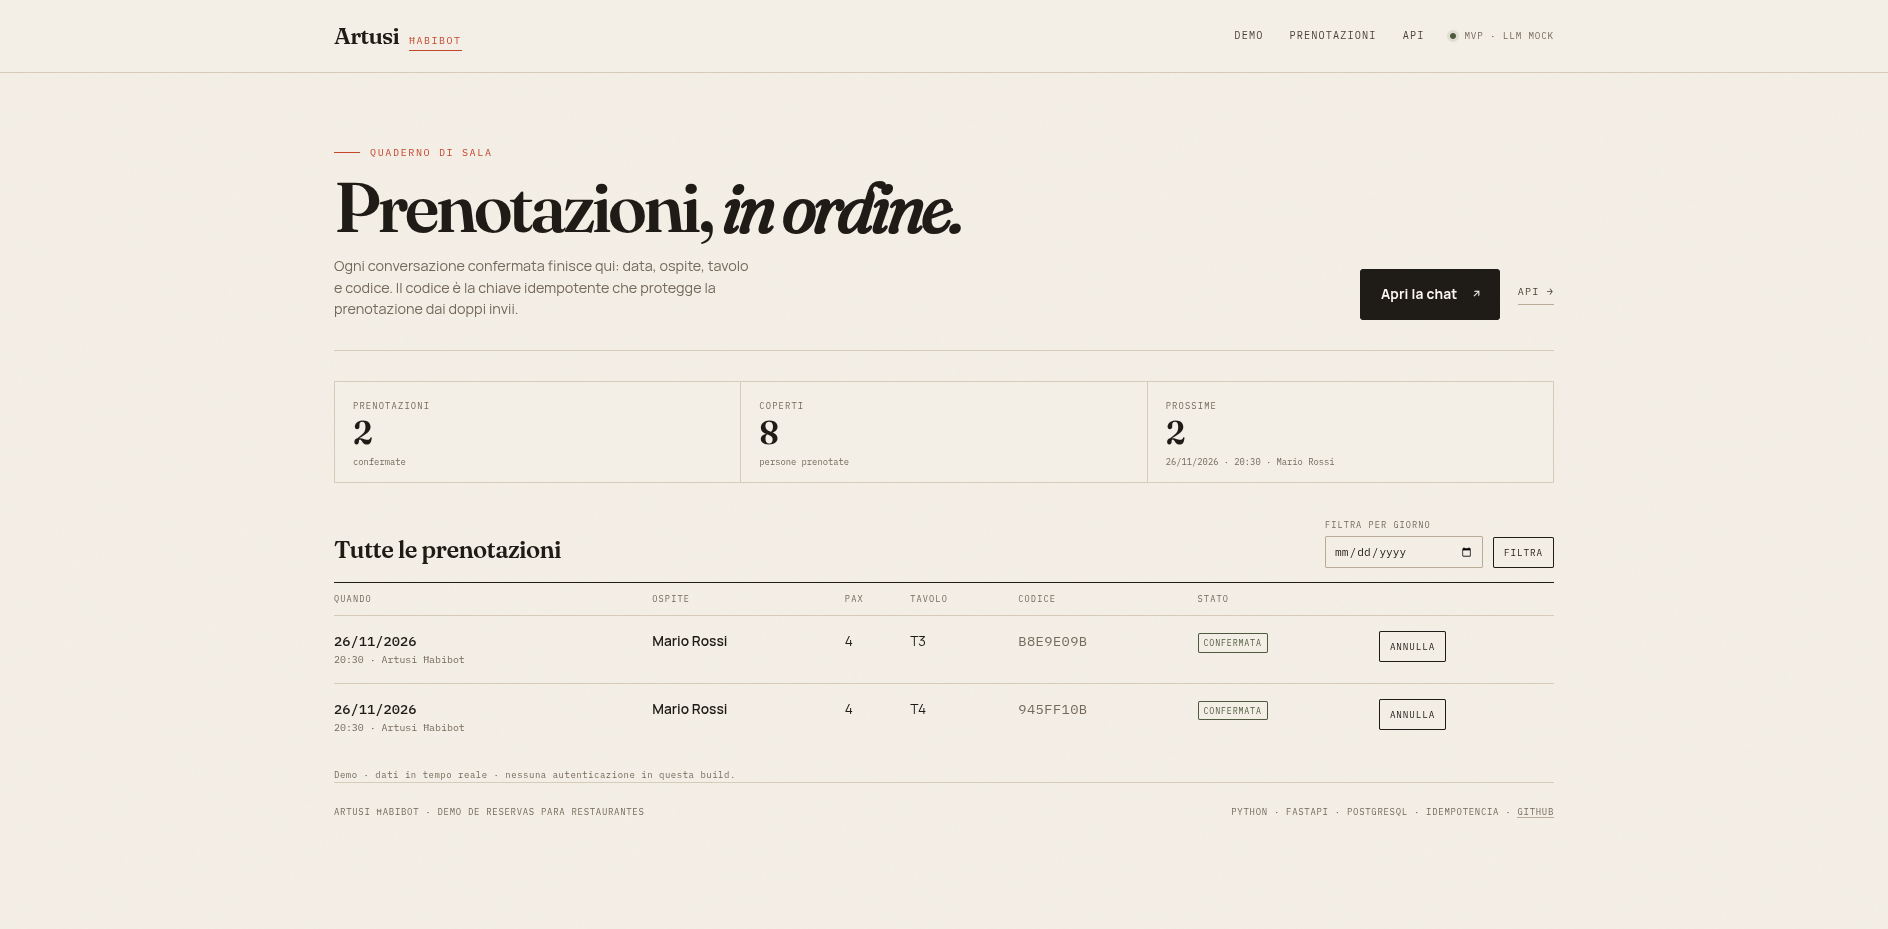 Artusi ĦABIBOT
DEMO PRENOTAZIONI API MVP · LLM MOCK
QUADERNO DI SALA
Prenotazioni, in ordine.
Ogni conversazione confermata finisce qui: data, ospite, tavolo
e codice. Il codice è la chiave idempotente che protegge la
prenotazione dai doppi invii.
Apri la chat ↗ API →
PRENOTAZIONI
2
confermate
COPERTI
8
persone prenotate
PROSSIME
2
26/11/2026 · 20:30 · Mario Rossi
Tutte le prenotazioni
FILTRA PER GIORNO
mm/dd/yyyy FILTRA
QUANDO OSPITE PAX TAVOLO CODICE STATO
26/11/2026 Mario Rossi 4 T3 B8E9E09B CONFERMATA ANNULLA
20:30 · Artusi Ħabibot
26/11/2026 Mario Rossi 4 T4 945FF10B CONFERMATA ANNULLA
20:30 · Artusi Ħabibot
Demo · dati in tempo reale · nessuna autenticazione in questa build.
ARTUSI ĦABIBOT · DEMO DE RESERVAS PARA RESTAURANTES
PYTHON · FASTAPI · POSTGRESQL · IDEMPOTENCIA · GITHUB